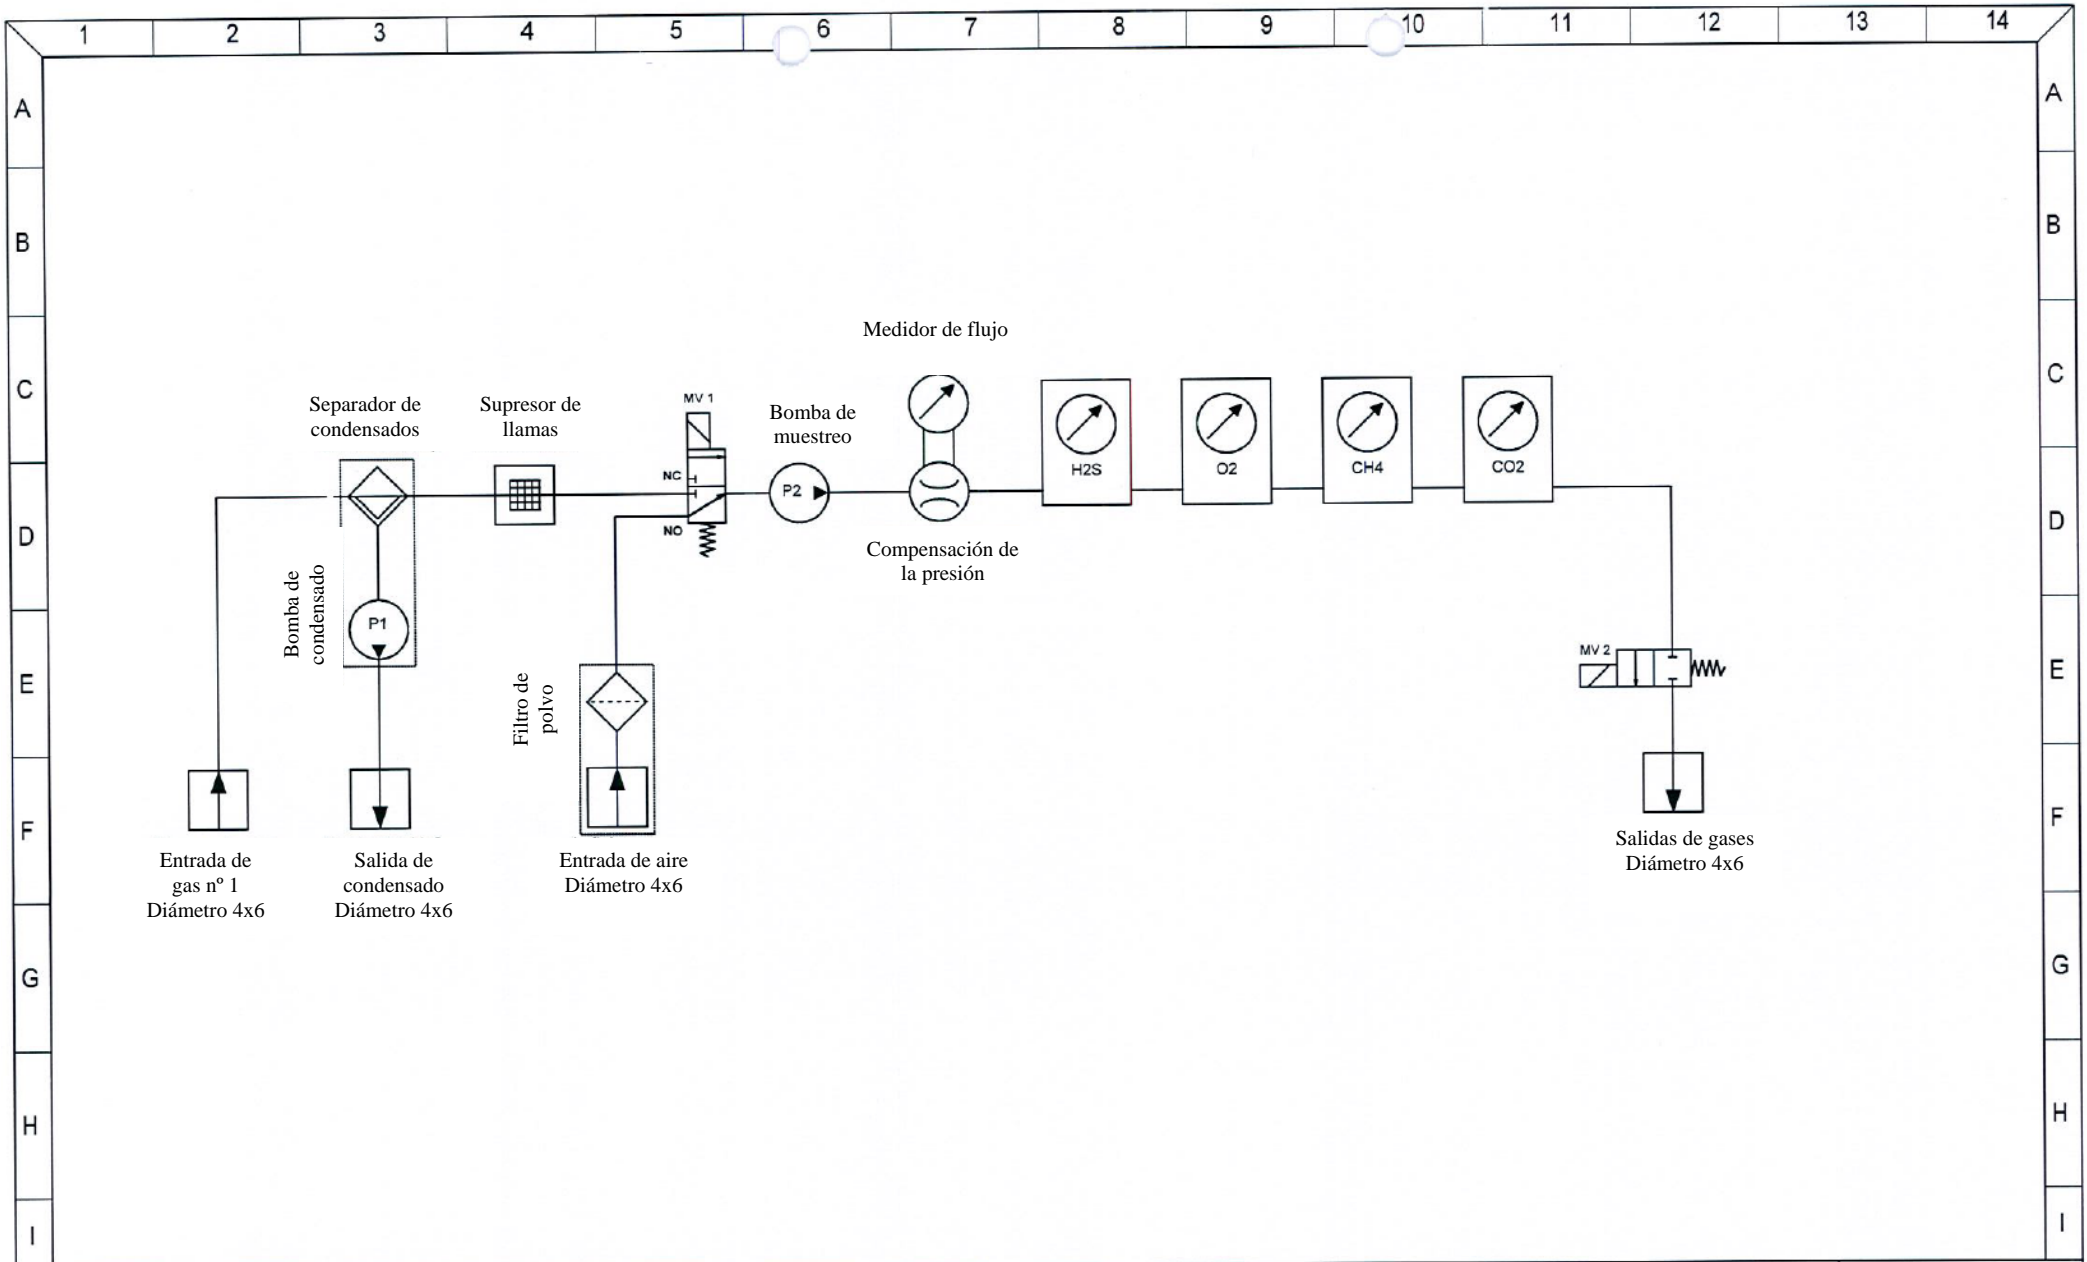 1 2 3 4 5 6 7 8 9 10 11 12 13 14
A A
B B
C C
D D
E E
F F
G G
H H
I I
Medidor de flujo
Separador de
condensados
Supresor de
llamas
MV 1
Bomba de
muestreo
NC
NO
P2
H2S
O2
CH4
CO2
Compensación de
la presión
Bomba de
condensado
P1
Filtro de
polvo
MV 2
Entrada de
gas nº 1
Diámetro 4x6
Salida de
condensado
Diámetro 4x6
Entrada de aire
Diámetro 4x6
Salidas de gases
Diámetro 4x6